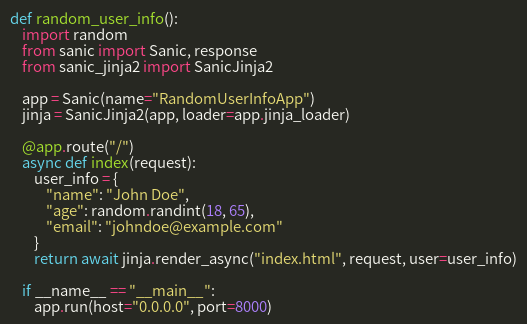 def random_user_info():
    import random
    from sanic import Sanic, response
    from sanic_jinja2 import SanicJinja2

    app = Sanic(name="RandomUserInfoApp")
    jinja = SanicJinja2(app, loader=app.jinja_loader)

    @app.route("/")
    async def index(request):
        user_info = {
            "name": "John Doe",
            "age": random.randint(18, 65),
            "email": "johndoe@example.com"
        }
        return await jinja.render_async("index.html", request, user=user_info)

    if __name__ == "__main__":
        app.run(host="0.0.0.0", port=8000)